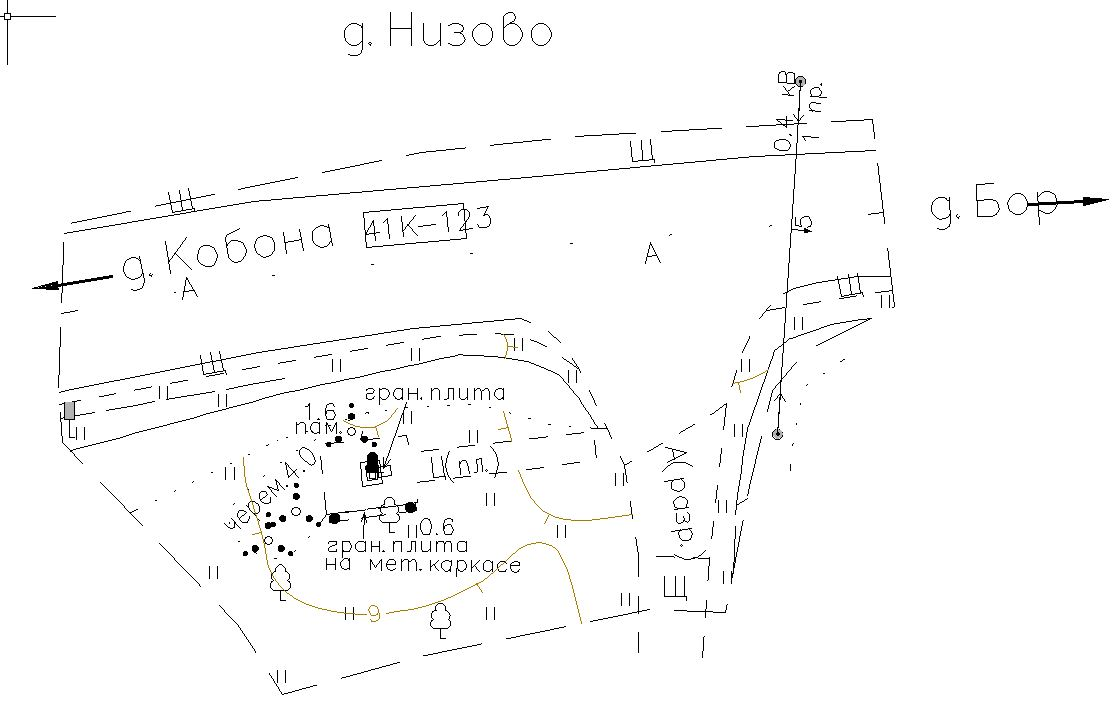 д. Низово
0.4 кВ
1 пр.
Ш
Ш
д. Бор
41К-123
5
д. Кобона
А
А
Ш
Ш
гран. плита
1.6
пам.
Ц(пл.)
черем.4.0
А(разр.)Щ
0.6
гран. плита
на мет. каркасе
9